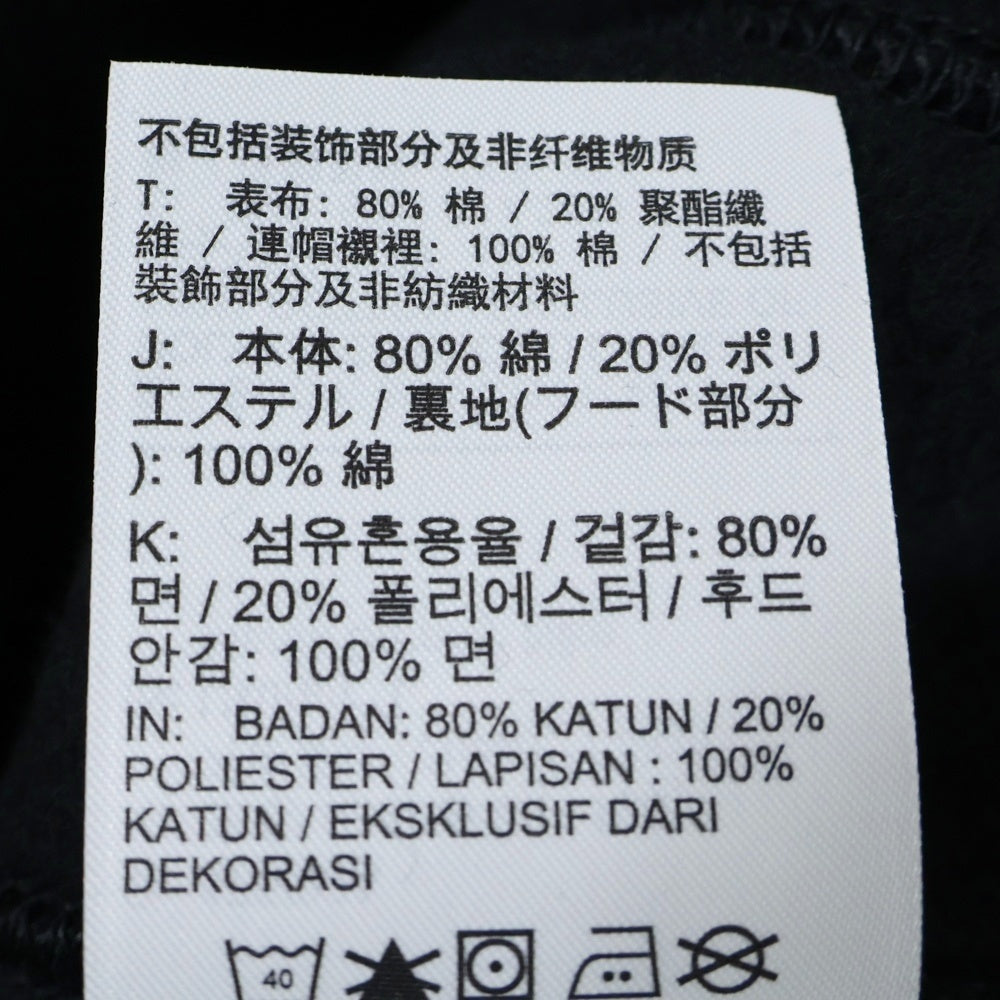 不包括装饰部分及非纤维物质
T: 表布: 80% 棉 / 20% 聚酯纖
維 / 連帽襯裡: 100% 棉 / 不包括
裝飾部分及非紡織材料
J: 本体: 80% 綿 / 20% ポリ
エステル / 裏地(フード部分
): 100% 綿
K: 섬유혼용율 / 겉감: 80%
면 / 20% 폴리에스터 / 후드
안감: 100% 면
IN: BADAN: 80% KATUN / 20%
POLIESTER / LAPISAN : 100%
KATUN / EKSKLUSIF DARI
DEKORASI
40